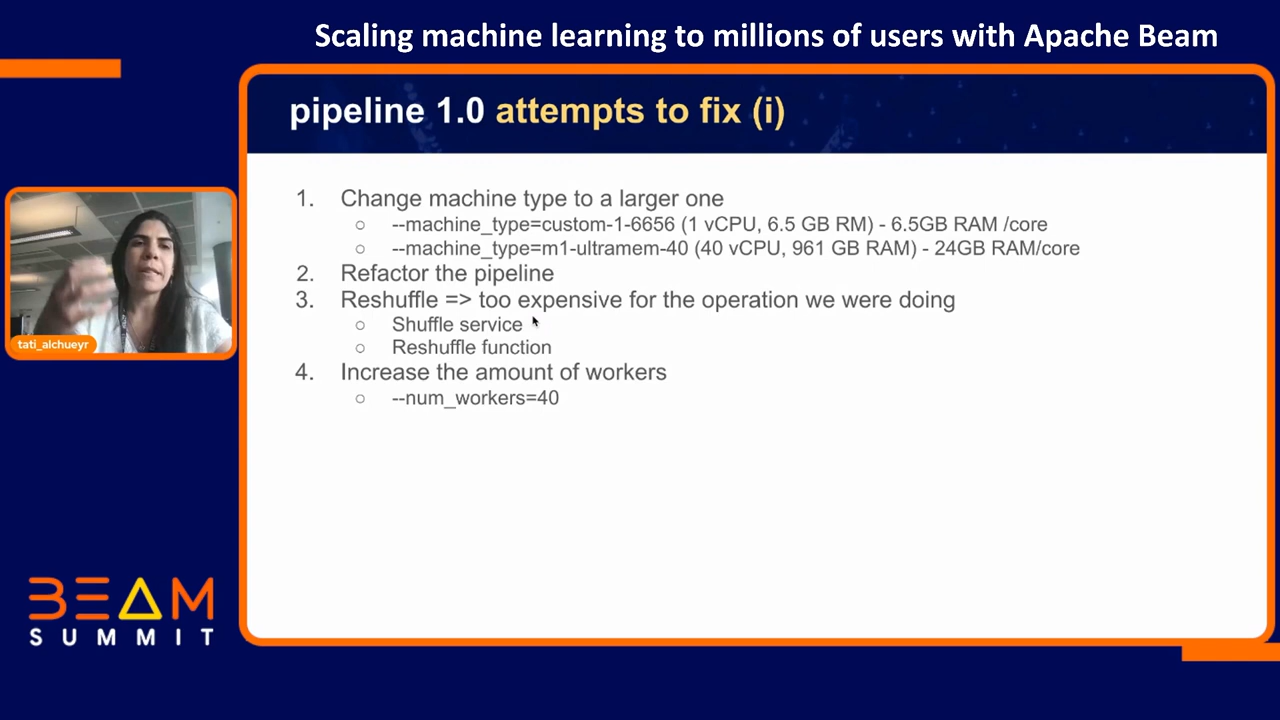 Scaling machine learning to millions of users with Apache Beam
pipeline 1.0 attempts to fix (i)
1. Change machine type to a larger one
○ --machine_type=custom-1-6656 (1 vCPU, 6.5 GB RM) - 6.5GB RAM /core
○ --machine_type=m1-ultramem-40 (40 vCPU, 961 GB RAM) - 24GB RAM/core
2. Refactor the pipeline
3. Reshuffle => too expensive for the operation we were doing
○ Shuffle service
○ Reshuffle function
4. Increase the amount of workers
○ --num_workers=40
tati_alchueyr
BEAM
SUMMIT